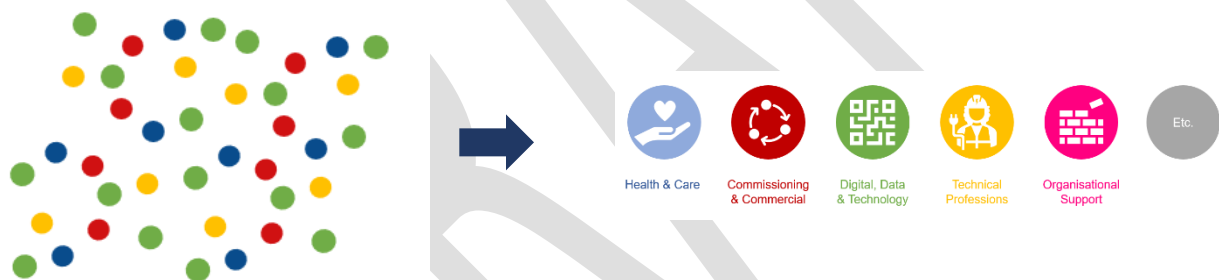 Etc.
Health & Care
Commissioning
& Commercial
Digital, Data
& Technology
Technical
Professions
Organisational
Support